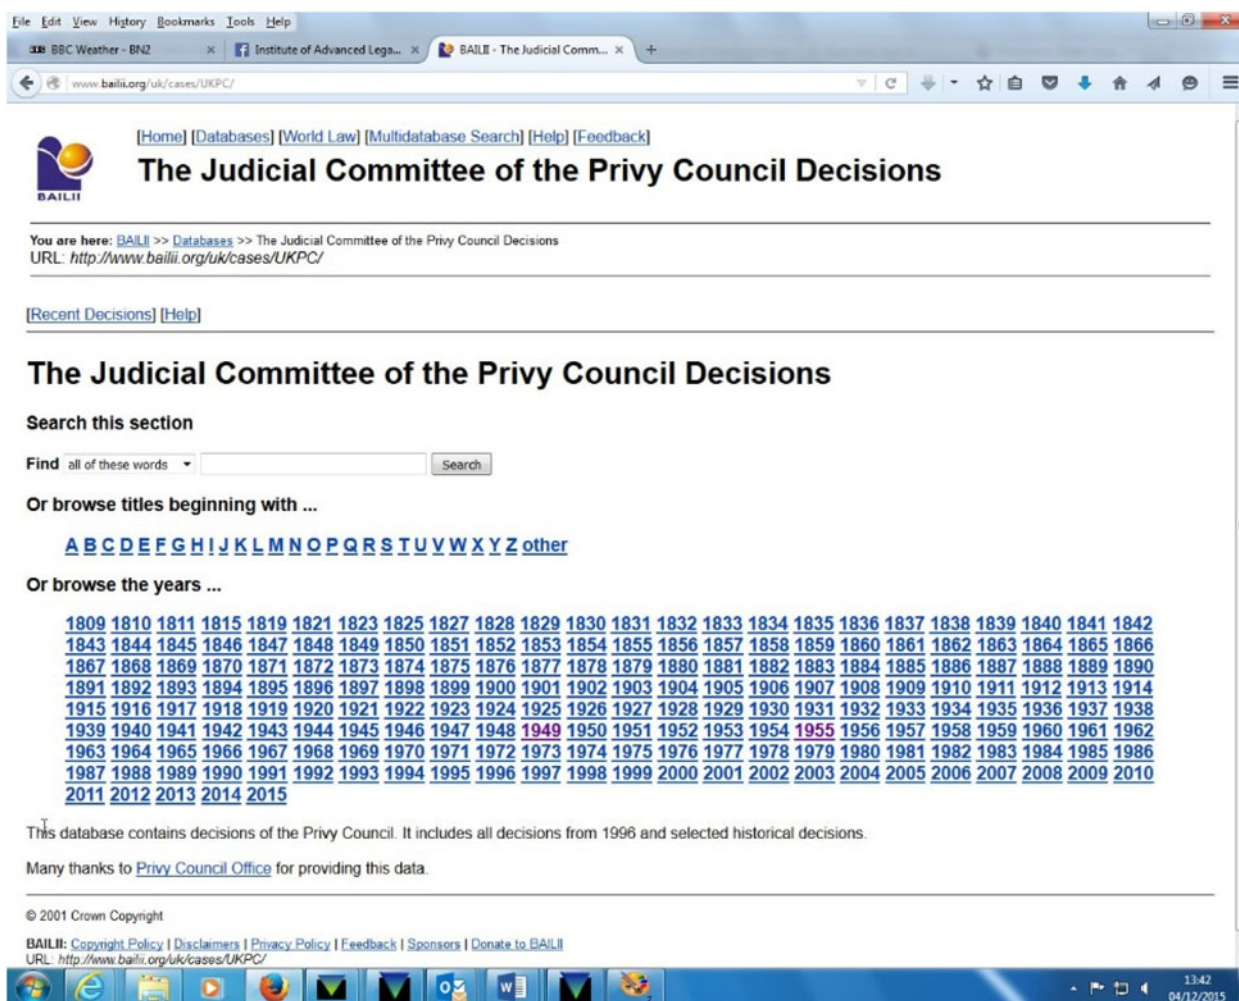 File Edit View History Bookmarks Tools Help
BBC Weather - BN2 × Institute of Advanced Lega... × BAILII - The Judicial Comm... × +
www.bailii.org/uk/cases/UKPC/
[Home] [Databases] [World Law] [Multidatabase Search] [Help] [Feedback]
The Judicial Committee of the Privy Council Decisions
BAILII
You are here: BAILII >> Databases >> The Judicial Committee of the Privy Council Decisions
URL: http://www.bailii.org/uk/cases/UKPC/
[Recent Decisions] [Help]
The Judicial Committee of the Privy Council Decisions
Search this section
Find all of these words Search
Or browse titles beginning with ...
A B C D E F G H I J K L M N O P Q R S T U V W X Y Z other
Or browse the years ...
1809 1810 1811 1815 1819 1821 1823 1825 1827 1828 1829 1830 1831 1832 1833 1834 1835 1836 1837 1838 1839 1840 1841 1842
1843 1844 1845 1846 1847 1848 1849 1850 1851 1852 1853 1854 1855 1856 1857 1858 1859 1860 1861 1862 1863 1864 1865 1866
1867 1868 1869 1870 1871 1872 1873 1874 1875 1876 1877 1878 1879 1880 1881 1882 1883 1884 1885 1886 1887 1888 1889 1890
1891 1892 1893 1894 1895 1896 1897 1898 1899 1900 1901 1902 1903 1904 1905 1906 1907 1908 1909 1910 1911 1912 1913 1914
1915 1916 1917 1918 1919 1920 1921 1922 1923 1924 1925 1926 1927 1928 1929 1930 1931 1932 1933 1934 1935 1936 1937 1938
1939 1940 1941 1942 1943 1944 1945 1946 1947 1948 1949 1950 1951 1952 1953 1954 1955 1956 1957 1958 1959 1960 1961 1962
1963 1964 1965 1966 1967 1968 1969 1970 1971 1972 1973 1974 1975 1976 1977 1978 1979 1980 1981 1982 1983 1984 1985 1986
1987 1988 1989 1990 1991 1992 1993 1994 1995 1996 1997 1998 1999 2000 2001 2002 2003 2004 2005 2006 2007 2008 2009 2010
2011 2012 2013 2014 2015
This database contains decisions of the Privy Council. It includes all decisions from 1996 and selected historical decisions.
Many thanks to Privy Council Office for providing this data.
© 2001 Crown Copyright
BAILII: Copyright Policy | Disclaimers | Privacy Policy | Feedback | Sponsors | Donate to BAILII
URL: http://www.bailii.org/uk/cases/UKPC/
13:42
04/12/2015